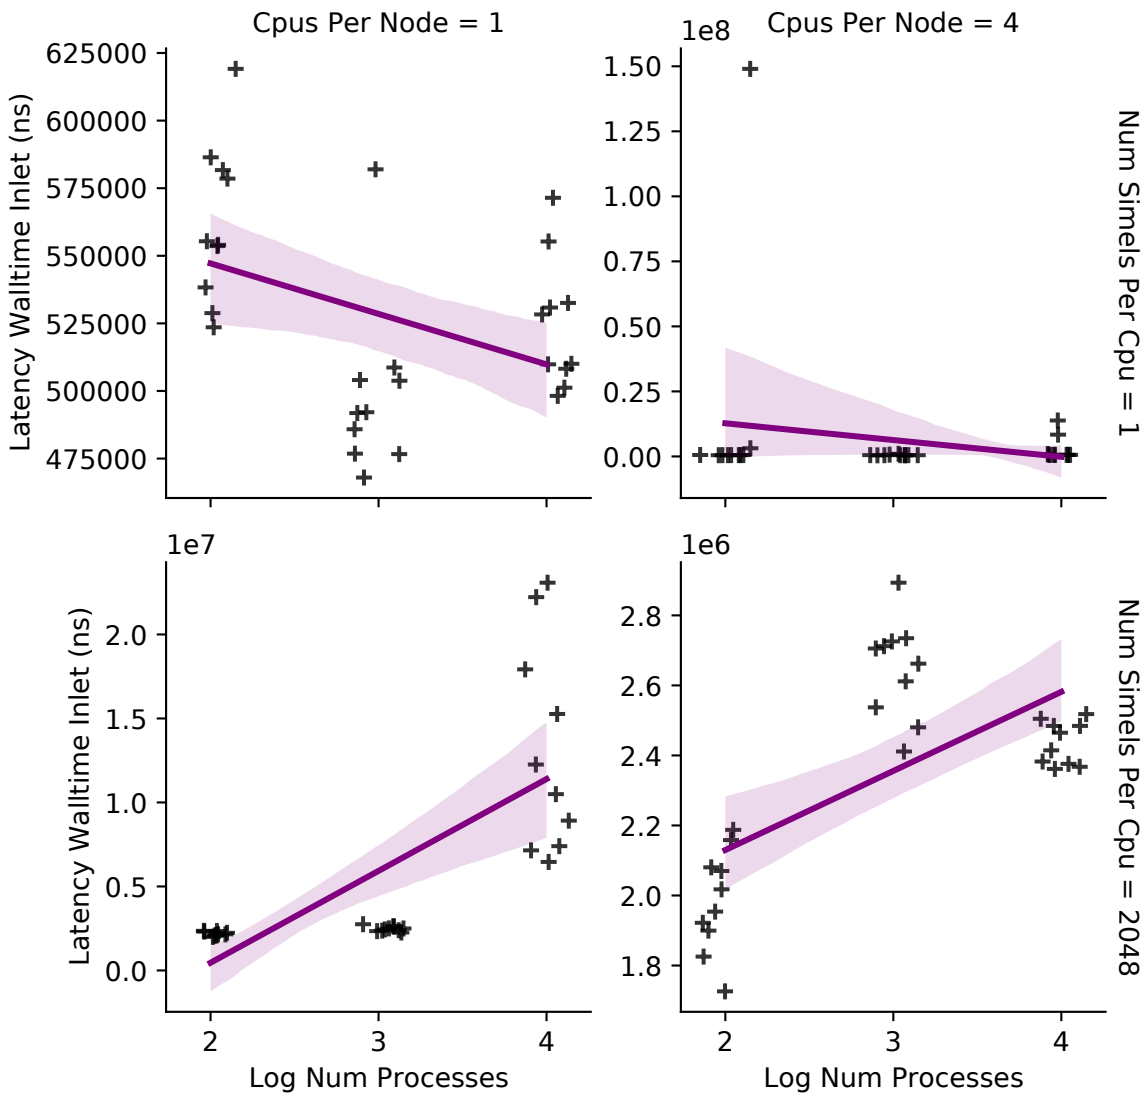 Cpus Per Node = 1
Cpus Per Node = 4
Latency Walltime Inlet (ns)
625000
600000
575000
550000
525000
500000
475000
1e8
1.50
1.25
1.00
0.75
0.50
0.25
0.00
Num Simels Per Cpu = 1
Latency Walltime Inlet (ns)
1e7
2.0
1.5
1.0
0.5
0.0
2
3
4
Log Num Processes
1e6
2.8
2.6
2.4
2.2
2.0
1.8
2
3
4
Log Num Processes
Num Simels Per Cpu = 2048